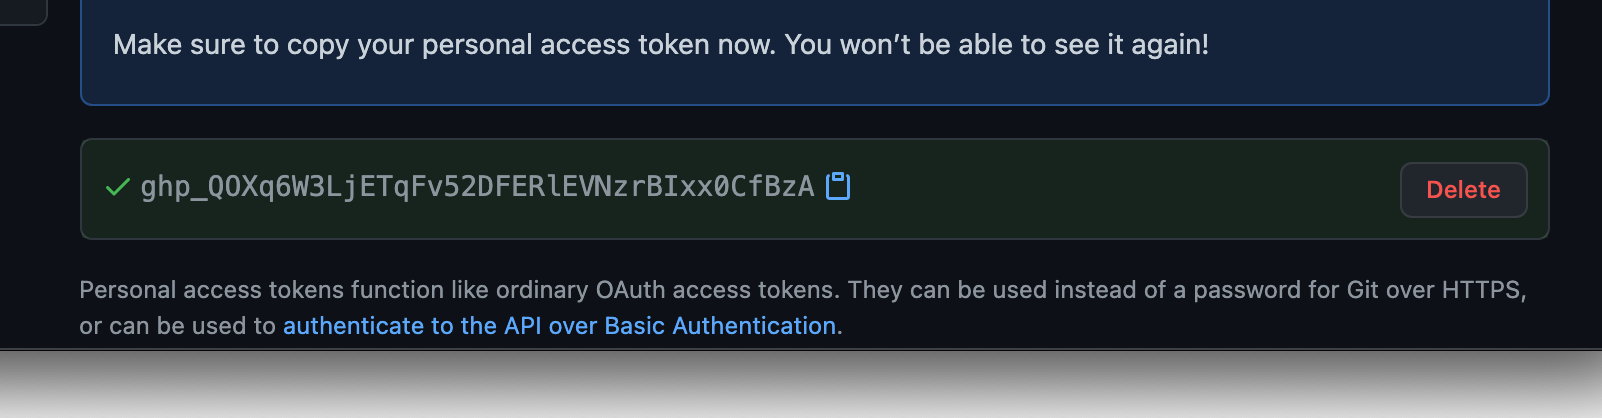 Make sure to copy your personal access token now. You won’t be able to see it again!
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
Delete
Personal access tokens function like ordinary OAuth access tokens. They can be used instead of a password for Git over HTTPS,
or can be used to authenticate to the API over Basic Authentication.